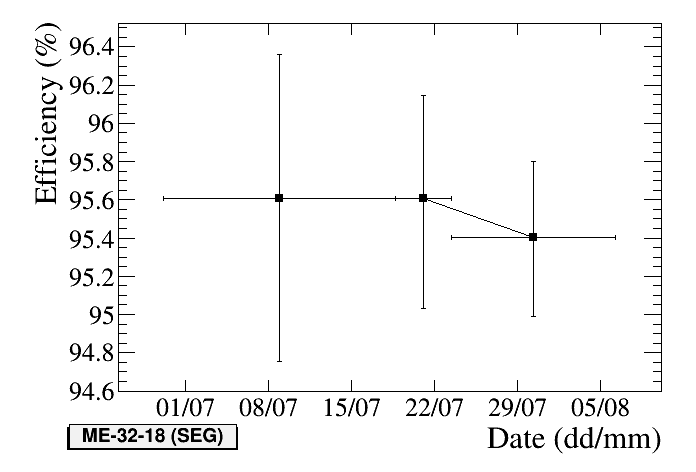 Efficiency (%)
96.4
96.2
96
95.8
95.6
95.4
95.2
95
94.8
94.6
01/07 08/07 15/07 22/07 29/07 05/08
ME-32-18 (SEG)
Date (dd/mm)